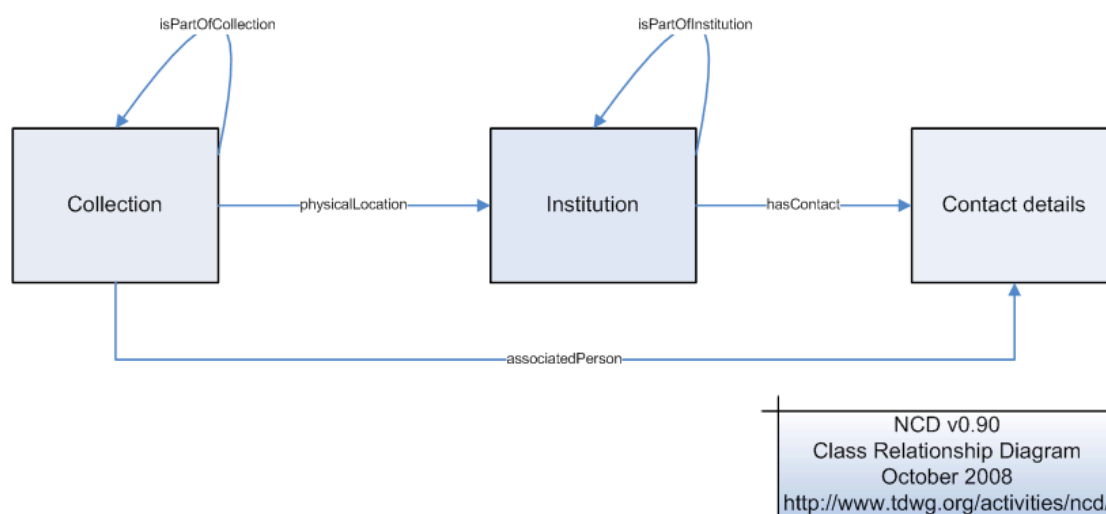 isPartOfCollection
isPartOfInstitution
Collection
physicalLocation
Institution
hasContact
Contact details
associatedPerson
NCD v0.90
Class Relationship Diagram
October 2008
http://www.tdwg.org/activities/ncd/